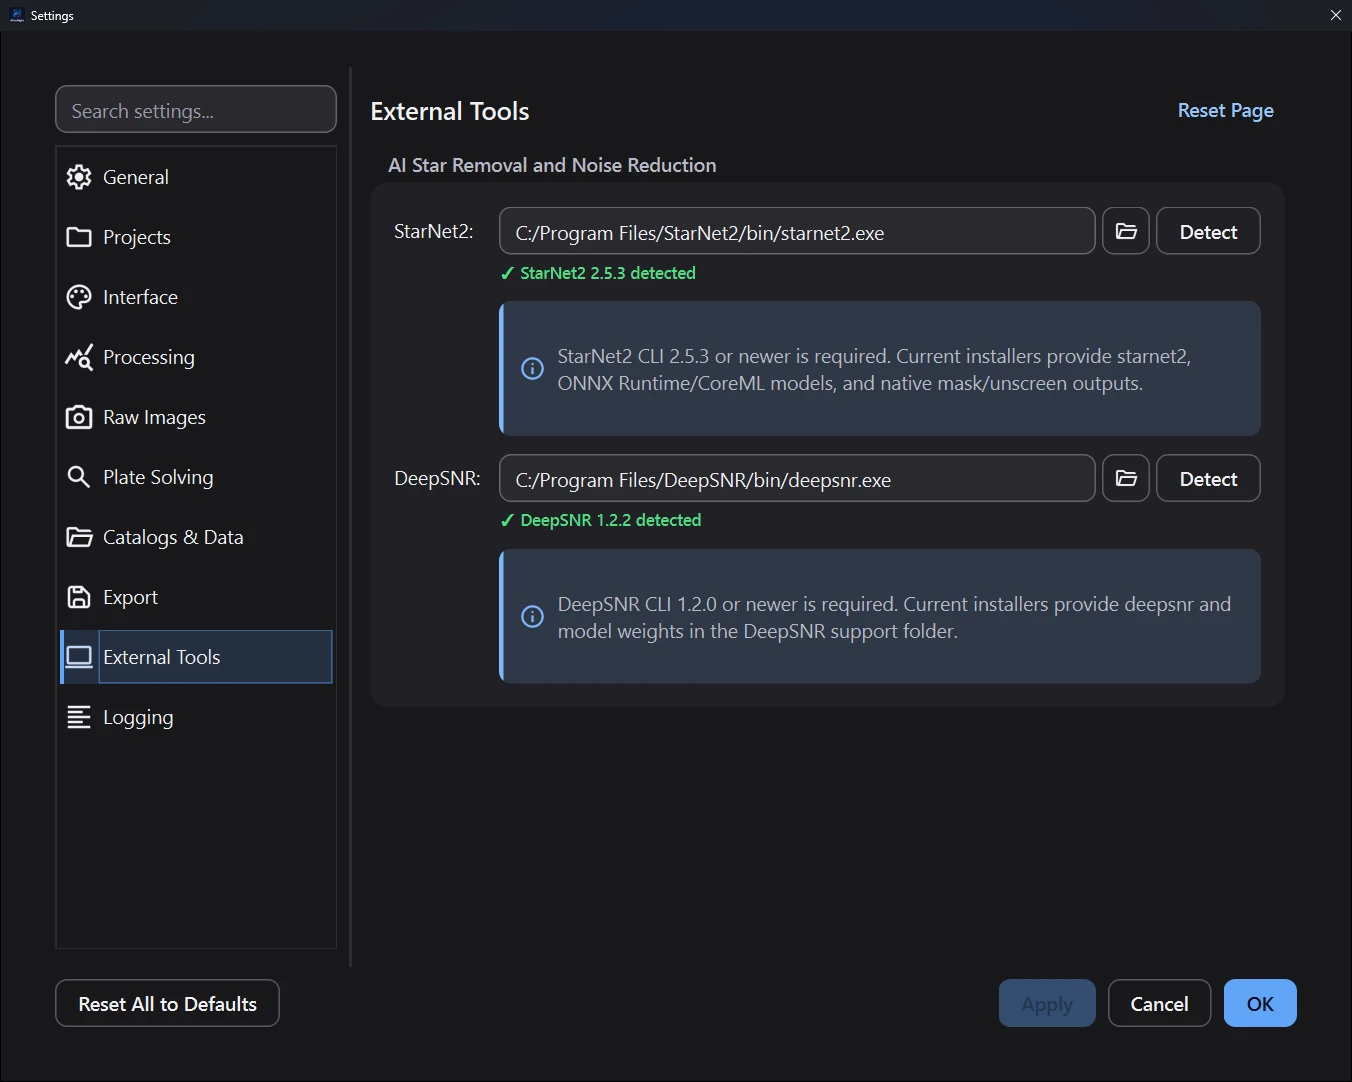 Settings
Search settings...
General
Projects
Interface
Processing
Raw Images
Plate Solving
Catalogs & Data
Export
External Tools
Logging
External Tools
Reset Page
AI Star Removal and Noise Reduction
StarNet2:
C:/Program Files/StarNet2/bin/starnet2.exe
Detect
✓ StarNet2 2.5.3 detected
StarNet2 CLI 2.5.3 or newer is required. Current installers provide starnet2,
ONNX Runtime/CoreML models, and native mask/unscreen outputs.
DeepSNR:
C:/Program Files/DeepSNR/bin/deepsnr.exe
Detect
✓ DeepSNR 1.2.2 detected
DeepSNR CLI 1.2.0 or newer is required. Current installers provide deepsnr and
model weights in the DeepSNR support folder.
Reset All to Defaults
Apply
Cancel
OK